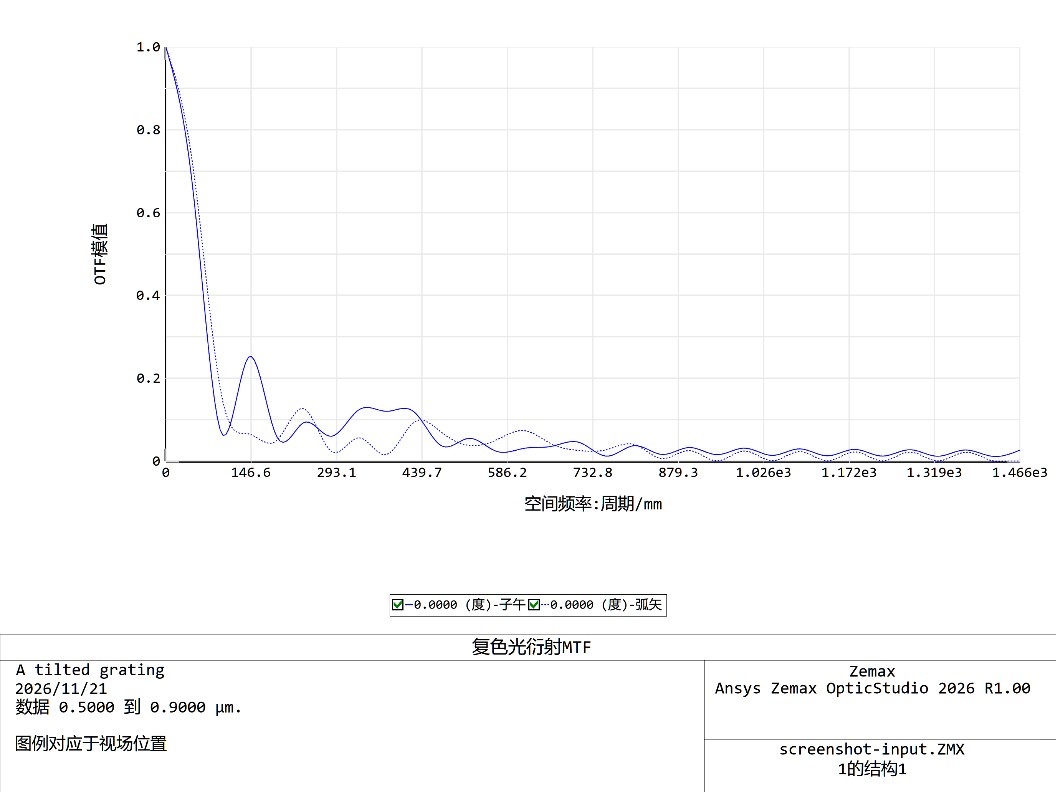 1.0
0.8
0.6
0.4
0.2
0
OTF模值
0 146.6 293.1 439.7 586.2 732.8 879.3 1.026e3 1.172e3 1.319e3 1.466e3
空间频率:周期/mm
0.0000 (度)-子午 0.0000 (度)-弧矢
复色光衍射MTF
A tilted grating
2026/11/21
数据 0.5000 到 0.9000 µm.
图例对应于视场位置
Zemax
Ansys Zemax OpticStudio 2026 R1.00
screenshot-input.ZMX
1的结构1